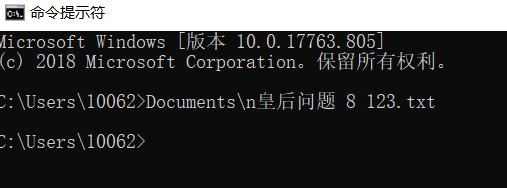 命令提示符
Microsoft Windows [版本 10.0.17763.805]
(c) 2018 Microsoft Corporation。保留所有权利。
C:\Users\10062>Documents\n皇后问题 8 123.txt
C:\Users\10062>